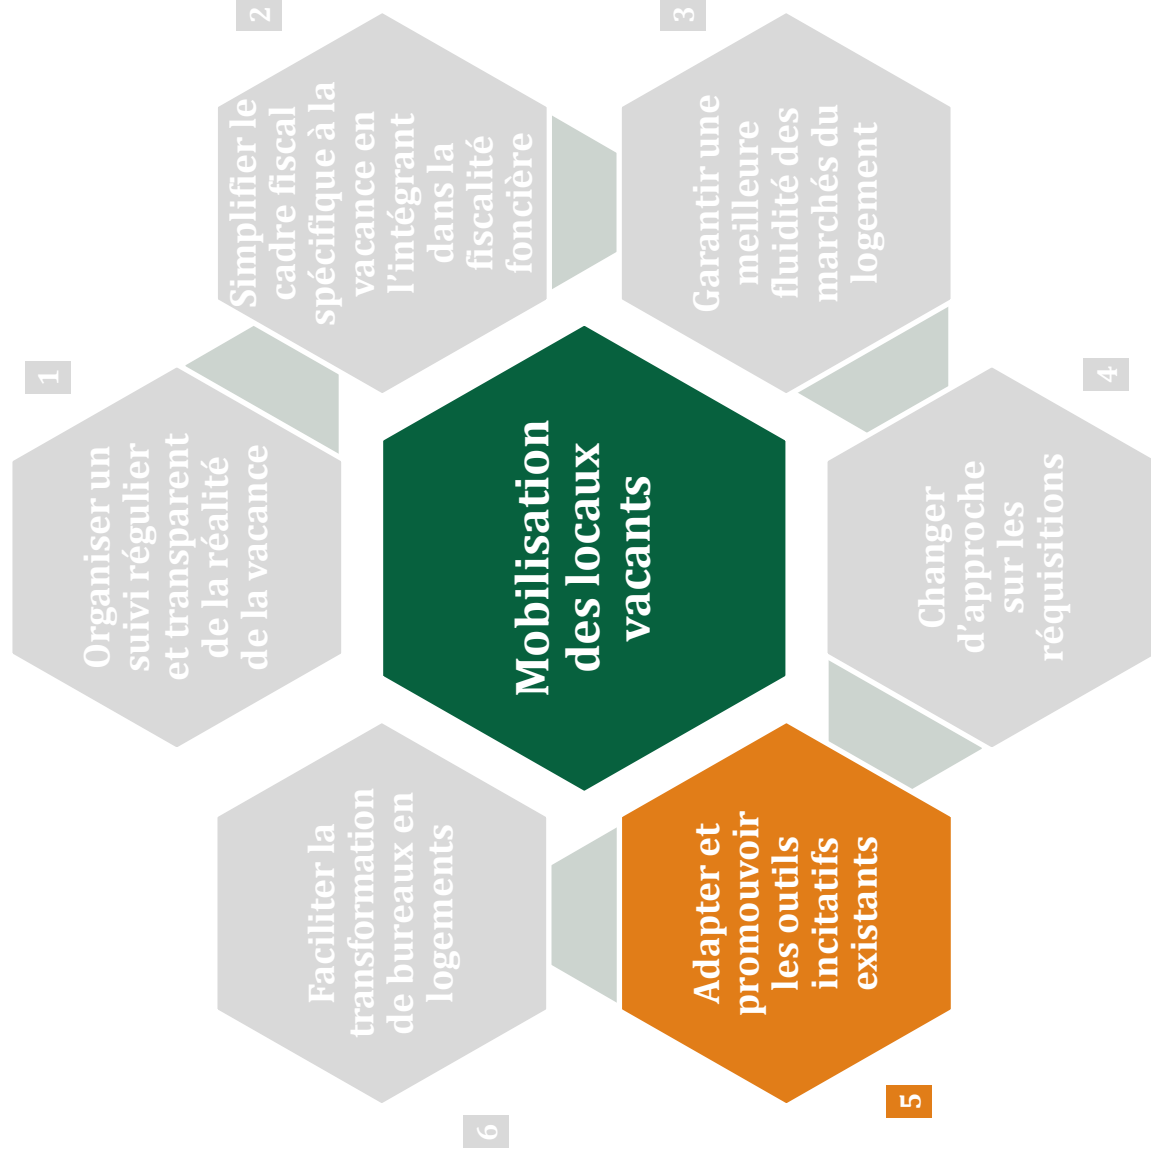 Mobilisation
des locaux
vacants
1
Organiser un
suivi régulier
et transparent
de la réalité
de la vacance
2
Simplifier le
cadre fiscal
spécifique à la
vacance en
l’intégrant
dans la
fiscalité
foncière
3
Garantir une
meilleure
fluidité des
marchés du
logement
4
Changer
d’approche
sur les
réquisitions
5
Adapter et
promouvoir
les outils
incitatifs
existants
6
Faciliter la
transformation
de bureaux en
logements